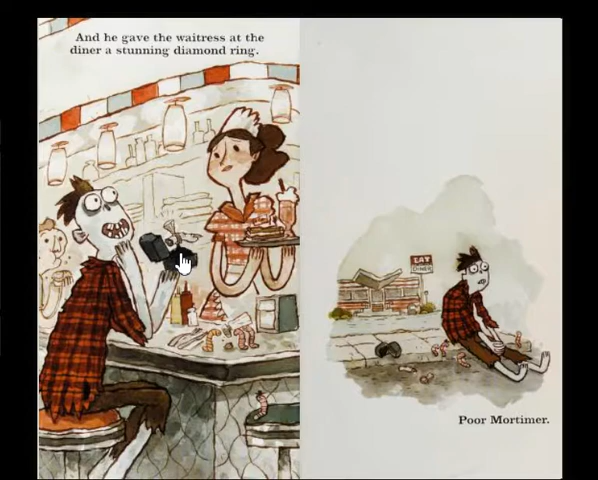 And he gave the waitress at the
diner a stunning diamond ring.
EAT
DINER
Poor Mortimer.